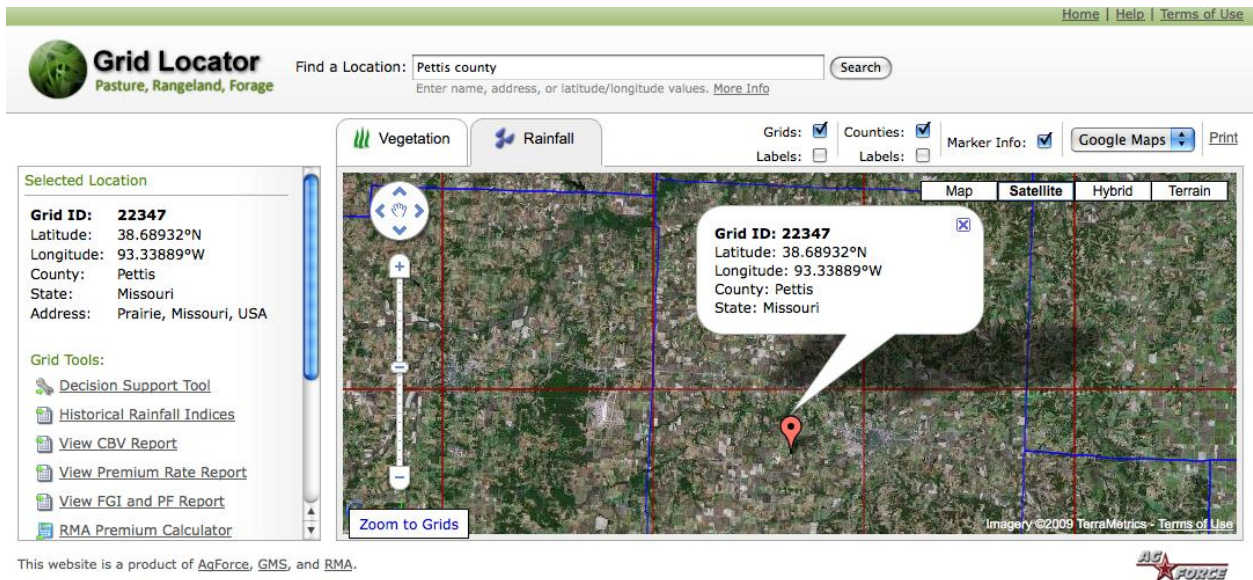 Home | Help | Terms of Use
Grid Locator
Pasture, Rangeland, Forage
Find a Location: Pettis county Search
Enter name, address, or latitude/longitude values. More Info
Vegetation Rainfall
Grids: Counties: Marker Info: Google Maps Print
Labels: Labels:
Selected Location
Grid ID: 22347
Latitude: 38.68932°N
Longitude: 93.33889°W
County: Pettis
State: Missouri
Address: Prairie, Missouri, USA
Grid Tools:
Decision Support Tool
Historical Rainfall Indices
View CBV Report
View Premium Rate Report
View FGI and PF Report
RMA Premium Calculator
Map Satellite Hybrid Terrain
Grid ID: 22347
Latitude: 38.68932°N
Longitude: 93.33889°W
County: Pettis
State: Missouri
Zoom to Grids
Imagery ©2009 TerraMetrics - Terms of Use
This website is a product of AgForce, GMS, and RMA.
AG FORCE